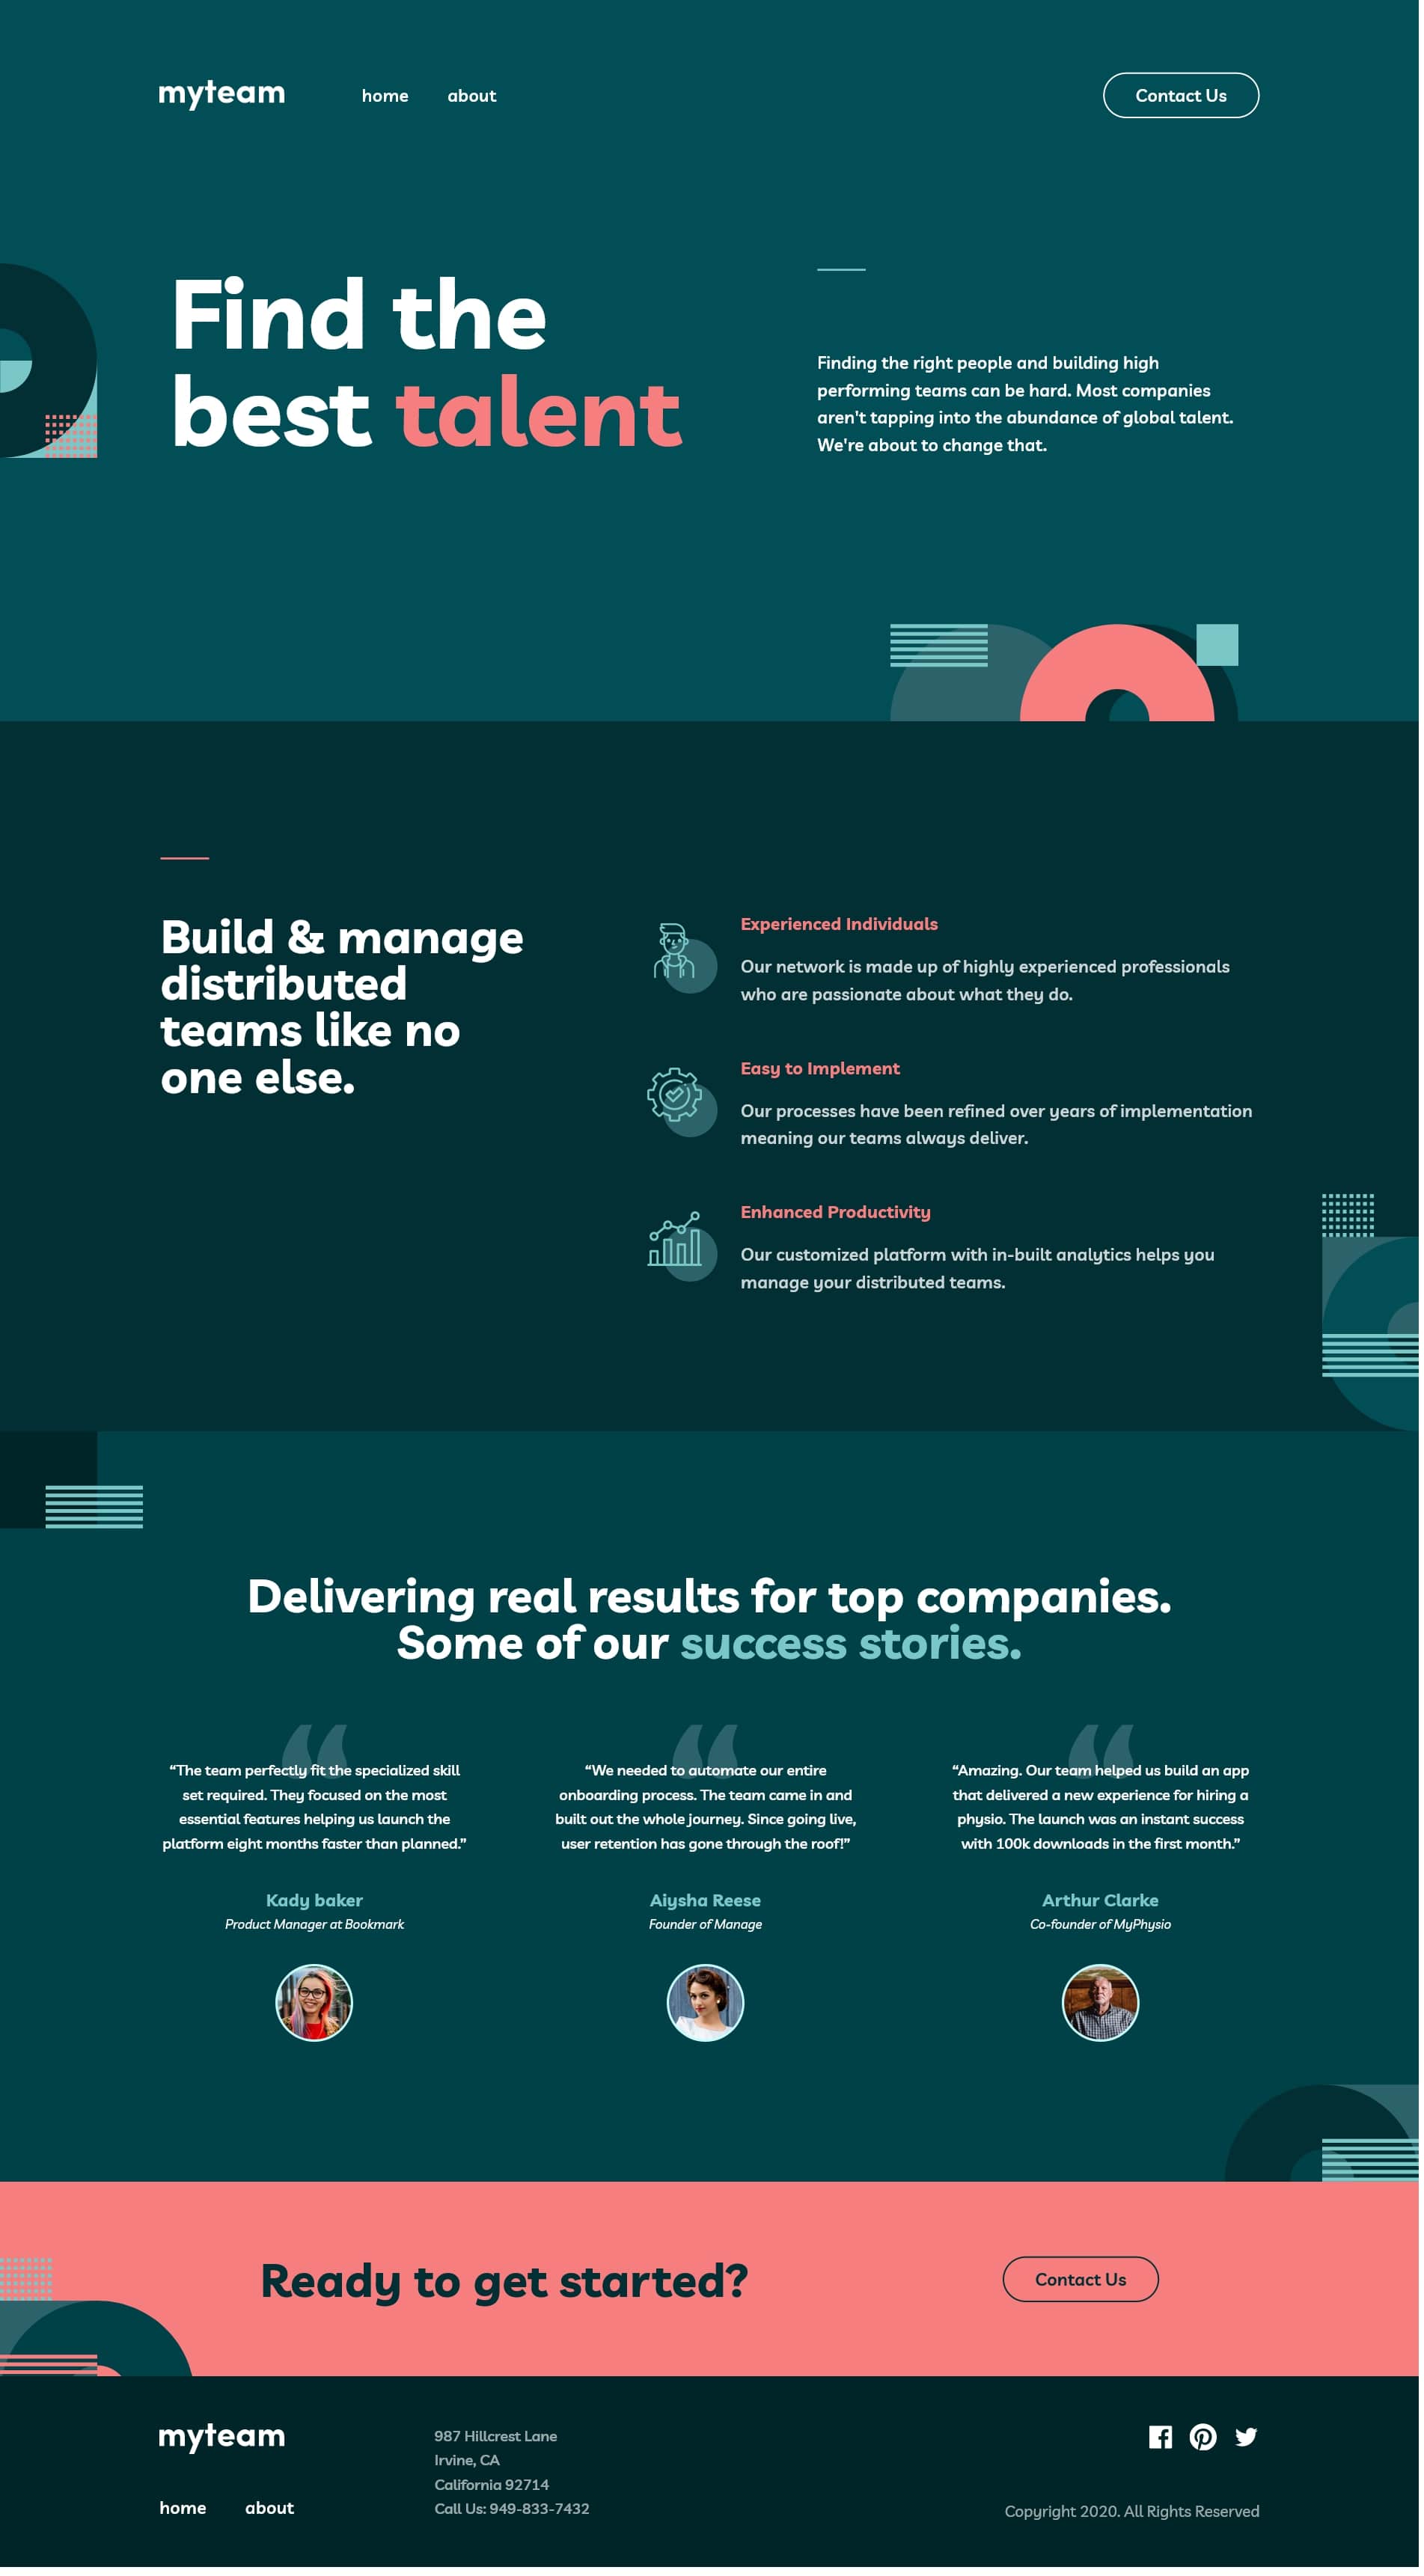 myteam
home about
Contact Us
Find the
best talent
Finding the right people and building high
performing teams can be hard. Most companies
aren't tapping into the abundance of global talent.
We're about to change that.
Build & manage
distributed
teams like no
one else.
Experienced Individuals
Our network is made up of highly experienced professionals
who are passionate about what they do.
Easy to Implement
Our processes have been refined over years of implementation
meaning our teams always deliver.
Enhanced Productivity
Our customized platform with in-built analytics helps you
manage your distributed teams.
Delivering real results for top companies.
Some of our success stories.
“The team perfectly fit the specialized skill
set required. They focused on the most
essential features helping us launch the
platform eight months faster than planned.”
Kady baker
Product Manager at Bookmark
“We needed to automate our entire
onboarding process. The team came in and
built out the whole journey. Since going live,
user retention has gone through the roof!”
Aiysha Reese
Founder of Manage
“Amazing. Our team helped us build an app
that delivered a new experience for hiring a
physio. The launch was an instant success
with 100k downloads in the first month.”
Arthur Clarke
Co-founder of MyPhysio
Ready to get started?
Contact Us
myteam
home about
987 Hillcrest Lane
Irvine, CA
California 92714
Call Us: 949-833-7432
Copyright 2020. All Rights Reserved